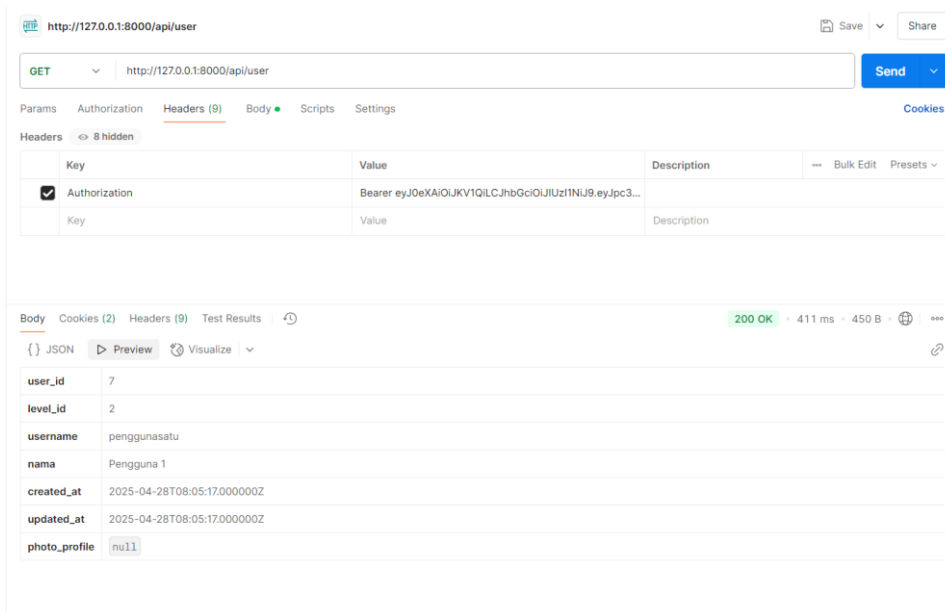 HTTP http://127.0.0.1:8000/api/user Save Share
GET http://127.0.0.1:8000/api/user Send
Params Authorization Headers (9) Body Scripts Settings Cookies
Headers 8 hidden
Key Value Description Bulk Edit Presets
Authorization Bearer eyJ0eXAiOiJKV1QiLCJhbGciOiJIUzI1NiJ9.eyJpc3...
Key Value Description
Body Cookies (2) Headers (9) Test Results 200 OK 411 ms 450 B
{} JSON Preview Visualize
user_id 7
level_id 2
username penggunasatu
nama Pengguna 1
created_at 2025-04-28T08:05:17.000000Z
updated_at 2025-04-28T08:05:17.000000Z
photo_profile null